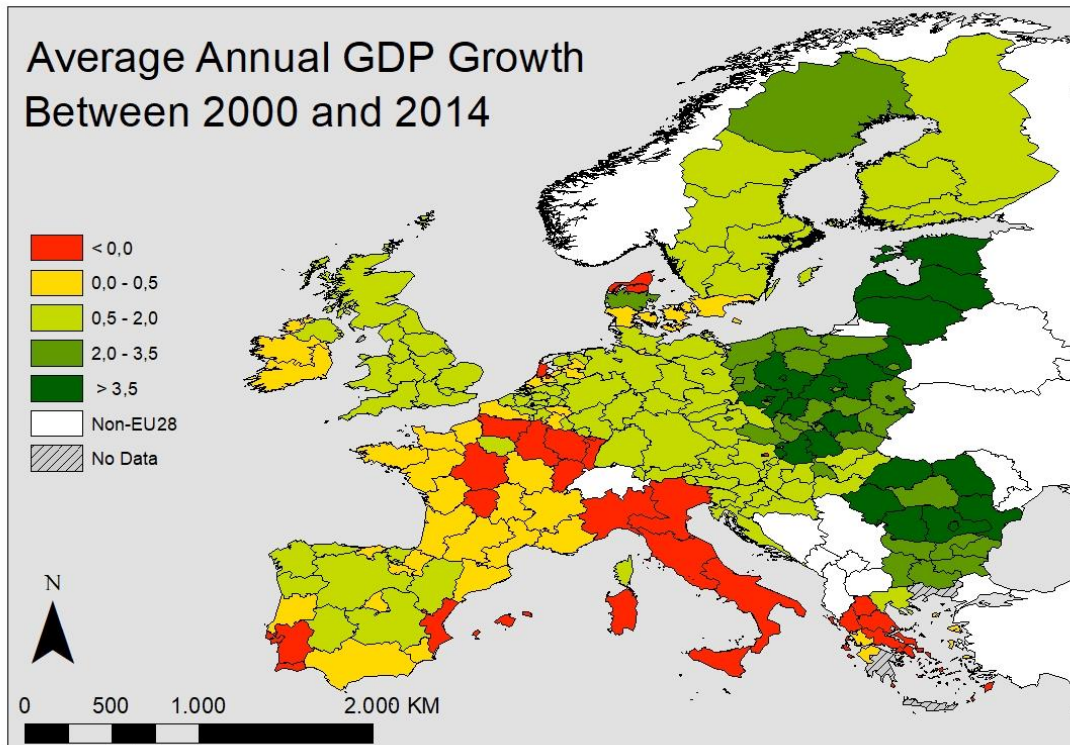 Average Annual GDP Growth
Between 2000 and 2014
< 0,0
0,0 - 0,5
0,5 - 2,0
2,0 - 3,5
> 3,5
Non-EU28
No Data
N
0 500 1.000 2.000 KM